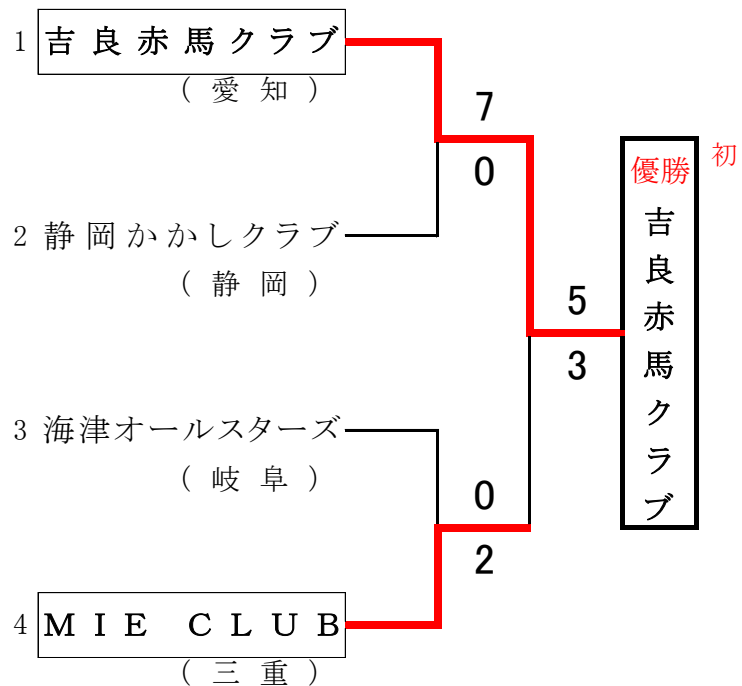 1 吉良赤馬クラブ
(愛知)
7
0
2 静岡かかしクラブ
(静岡)
5
3
3 海津オールスターズ
(岐阜)
0
2
4 MIE CLUB
(三重)
優勝
吉良赤馬クラブ
初